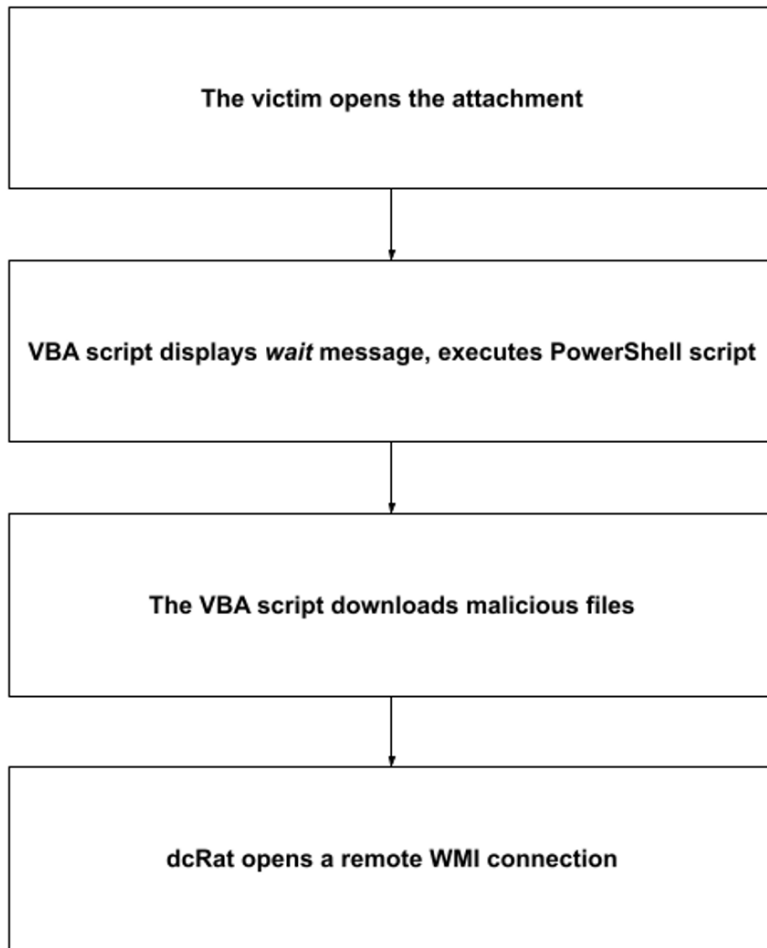 The victim opens the attachment
VBA script displays wait message, executes PowerShell script
The VBA script downloads malicious files
dcRat opens a remote WMI connection